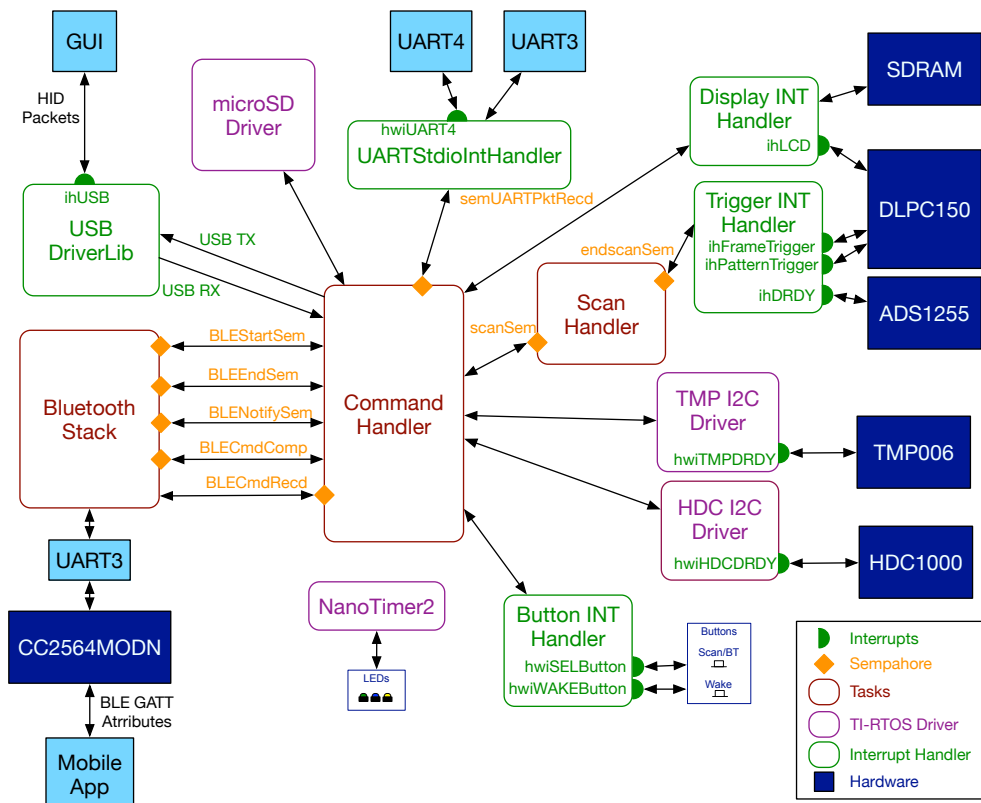 GUI
HID
Packets
ihUSB
USB
DriverLib
USB TX
USB RX
microSD
Driver
UART4
UART3
hwiUART4
UARTStdioIntHandler
semUARTPktRecd
Display INT
Handler
ihLCD
SDRAM
Trigger INT
Handler
ihFrameTrigger
ihPatternTrigger
ihDRDY
DLPC150
ADS1255
endscanSem
Scan
Handler
scanSem
Bluetooth
Stack
BLEStartSem
BLEEndSem
BLENotifySem
BLECmdComp
BLECmdRecd
Command
Handler
TMP I2C
Driver
hwiTMPDRDY
TMP006
HDC I2C
Driver
hwiHDCDRDY
HDC1000
UART3
CC2564MODN
BLE GATT
Atrributes
Mobile
App
NanoTimer2
LEDs
Button INT
Handler
hwiSELButton
hwiWAKEButton
Buttons
Scan/BT
Wake
Interrupts
Sempahore
Tasks
TI-RTOS Driver
Interrupt Handler
Hardware